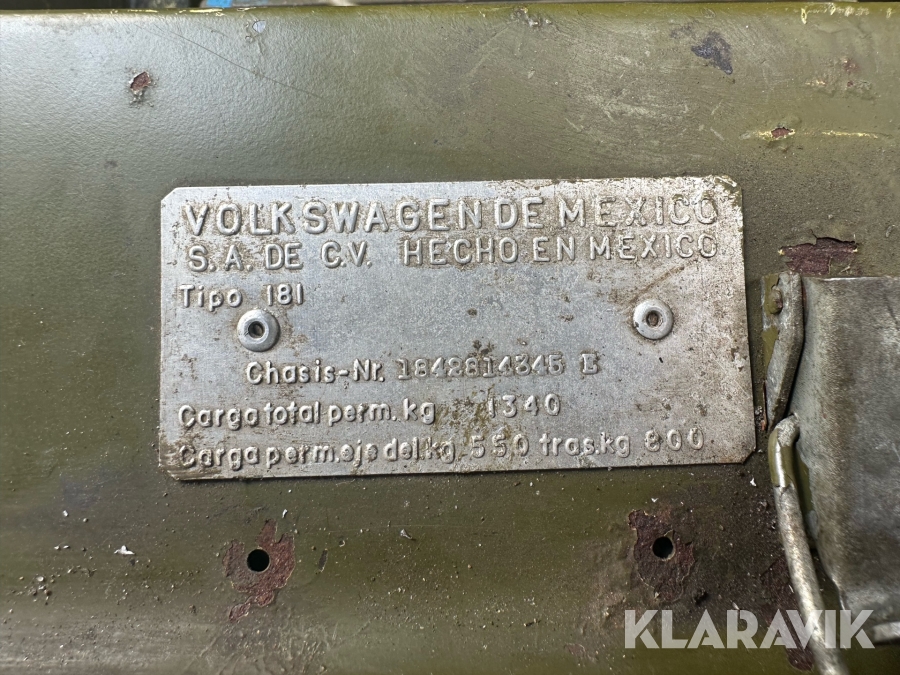 VOLKSWAGEN DE MEXICO
S.A. DE C.V. HECHO EN MEXICO
Tipo 181
Chasis-Nr. 1842814345 E
Carga total perm. kg 1340
Carga perm. eje del. kg 550 tras. kg 800
KLARAVIK